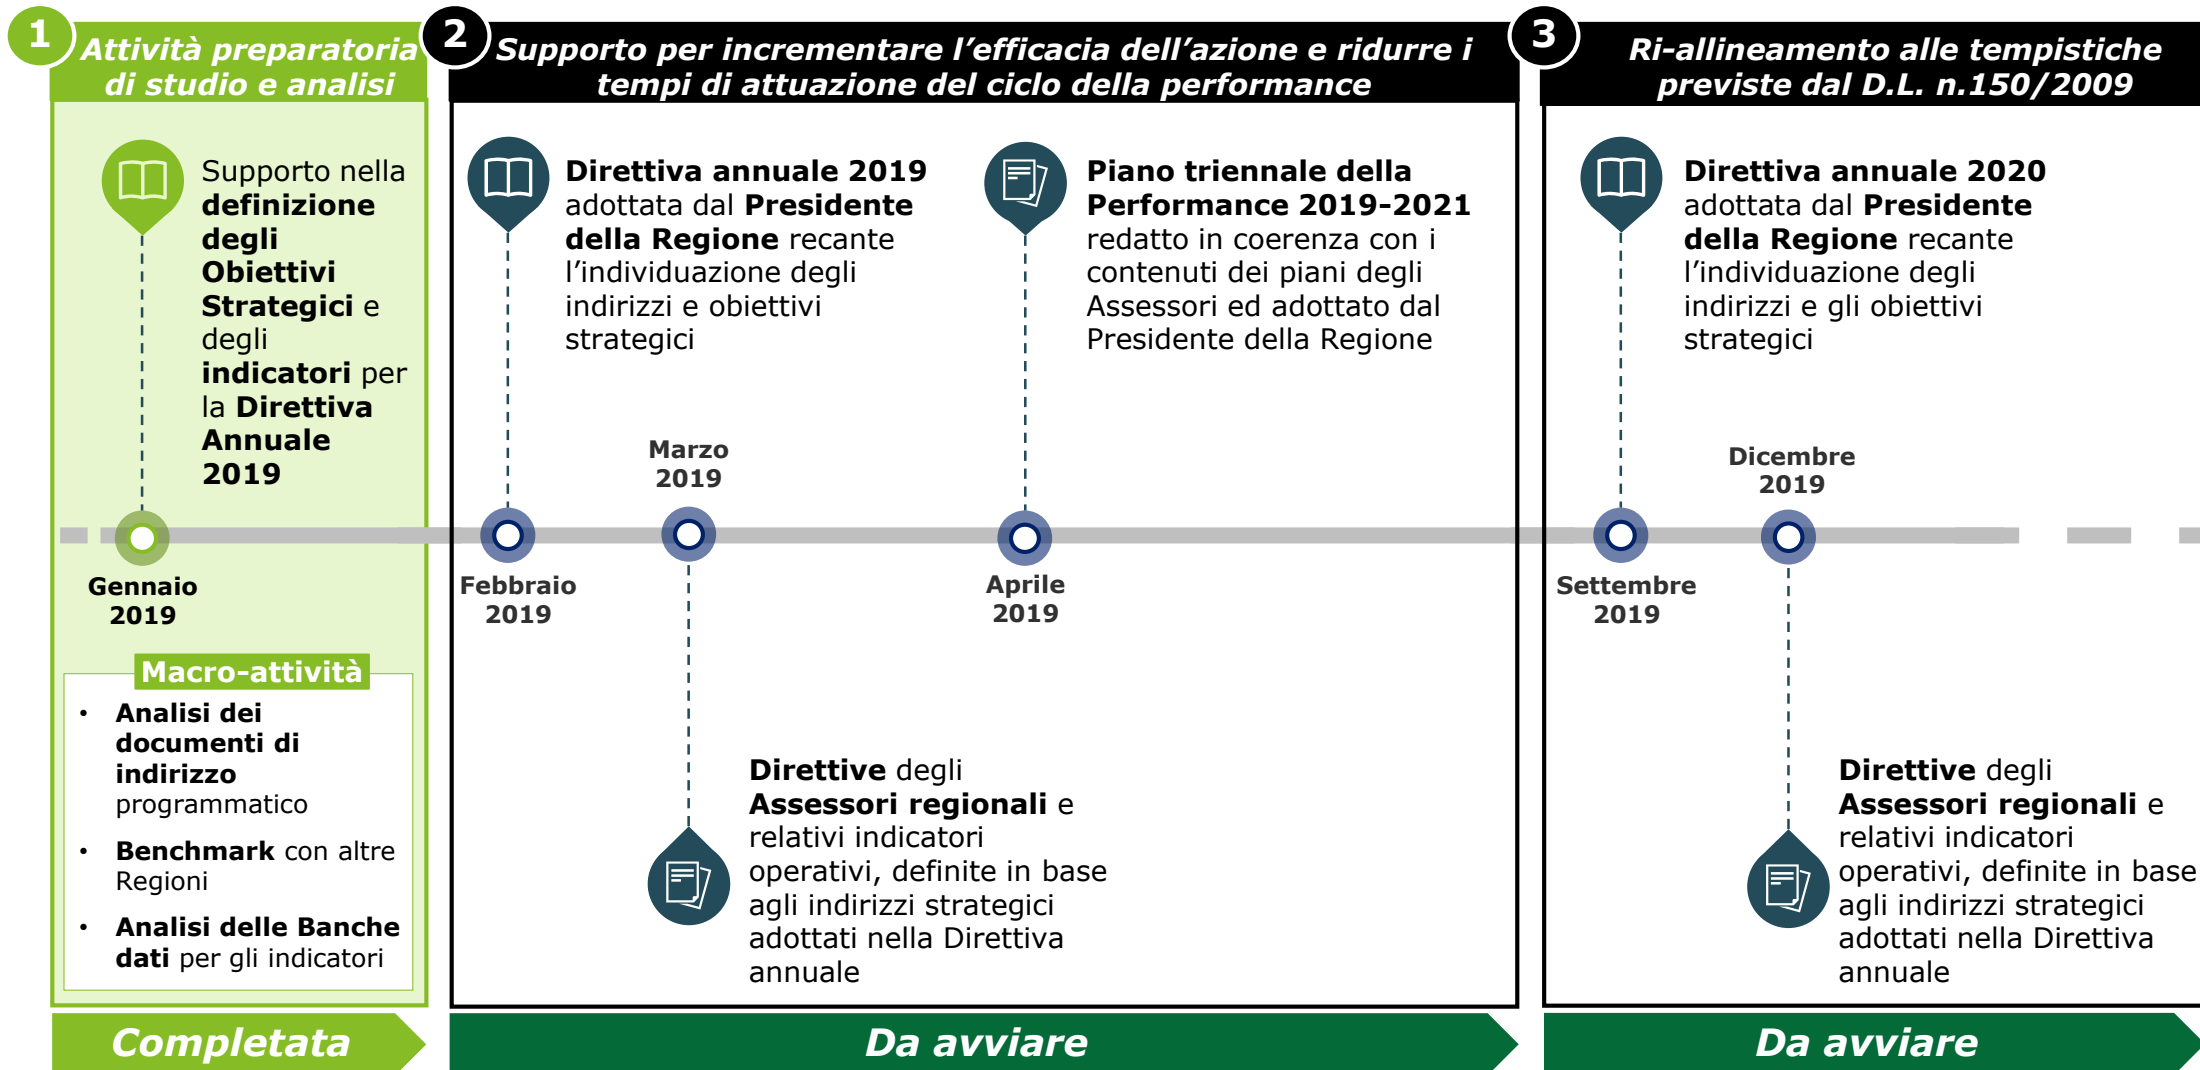 1
Attività preparatoria
di studio e analisi
Supporto nella
definizione
degli
Obiettivi
Strategici e
degli
indicatori per
la Direttiva
Annuale
2019
Gennaio
2019
Macro-attività
• Analisi dei
documenti di
indirizzo
programmatico
• Benchmark con altre
Regioni
• Analisi delle Banche
dati per gli indicatori
Completata
2
Supporto per incrementare l’efficacia dell’azione e ridurre i
tempi di attuazione del ciclo della performance
Direttiva annuale 2019
adottata dal Presidente
della Regione recante
l’individuazione degli
indirizzi e obiettivi
strategici
Febbraio
2019
Marzo
2019
Direttive degli
Assessori regionali e
relativi indicatori
operativi, definite in base
agli indirizzi strategici
adottati nella Direttiva
annuale
Piano triennale della
Performance 2019-2021
redatto in coerenza con i
contenuti dei piani degli
Assessori ed adottato dal
Presidente della Regione
Aprile
2019
Da avviare
3
Ri-allineamento alle tempistiche
previste dal D.L. n.150/2009
Direttiva annuale 2020
adottata dal Presidente
della Regione recante
l’individuazione degli
indirizzi e gli obiettivi
strategici
Settembre
2019
Dicembre
2019
Direttive degli
Assessori regionali e
relativi indicatori
operativi, definite in base
agli indirizzi strategici
adottati nella Direttiva
annuale
Da avviare